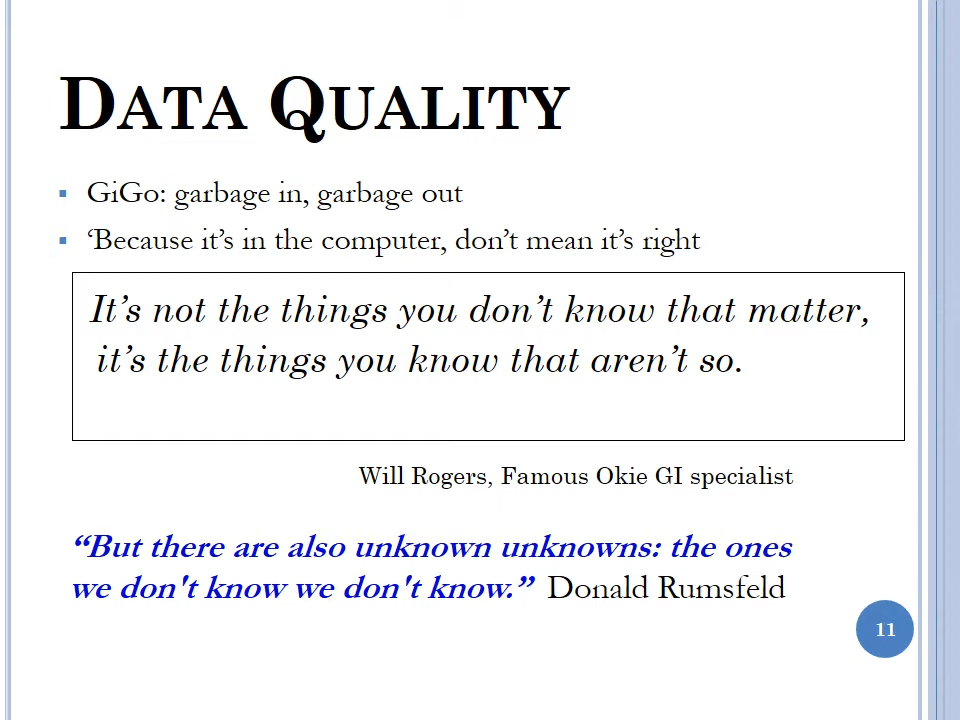 DATA QUALITY
▪ GiGo: garbage in, garbage out
▪ ‘Because it’s in the computer, don’t mean it’s right
It’s not the things you don’t know that matter,
it’s the things you know that aren’t so.
Will Rogers, Famous Okie GI specialist
“But there are also unknown unknowns: the ones
we don't know we don't know.” Donald Rumsfeld
11